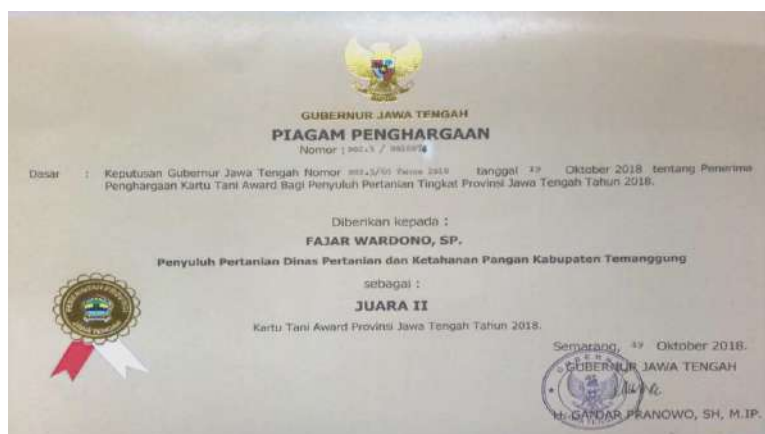 GUBERNUR JAWA TENGAH
PIAGAM PENGHARGAAN
Nomor :
Dasar : Keputusan Gubernur Jawa Tengah Nomor tanggal Oktober 2018 tentang Penerima
Penghargaan Kartu Tani Award Bagi Penyuluh Pertanian Tingkat Provinsi Jawa Tengah Tahun 2018.
Diberikan kepada :
FAJAR WARDONO, SP.
Penyuluh Pertanian Dinas Pertanian dan Ketahanan Pangan Kabupaten Temanggung
sebagai :
JUARA II
Kartu Tani Award Provinsi Jawa Tengah Tahun 2018.
Semarang, Oktober 2018.
GUBERNUR JAWA TENGAH
H. GANJAR PRANOWO, SH, M.IP.